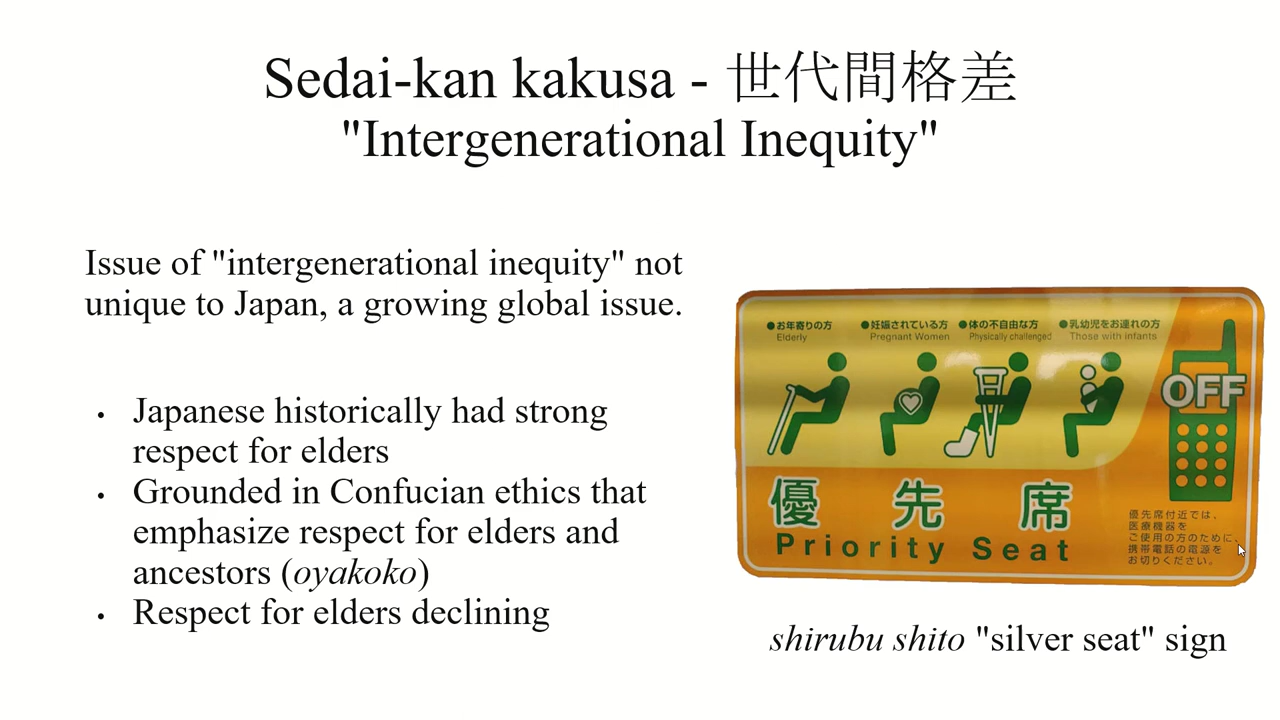 Sedai-kan kakusa - 世代間格差
"Intergenerational Inequity"
Issue of "intergenerational inequity" not
unique to Japan, a growing global issue.
• Japanese historically had strong
respect for elders
• Grounded in Confucian ethics that
emphasize respect for elders and
ancestors (oyakoko)
• Respect for elders declining
●お年寄りの方
Elderly
●妊娠されている方
Pregnant Women
●体の不自由な方
Physically challenged
●乳幼児をお連れの方
Those with infants
OFF
優先席
Priority Seat
優先席付近では、
医療機器を
ご使用の方のために、
携帯電話の電源を
お切りください。
shirubu shito "silver seat" sign